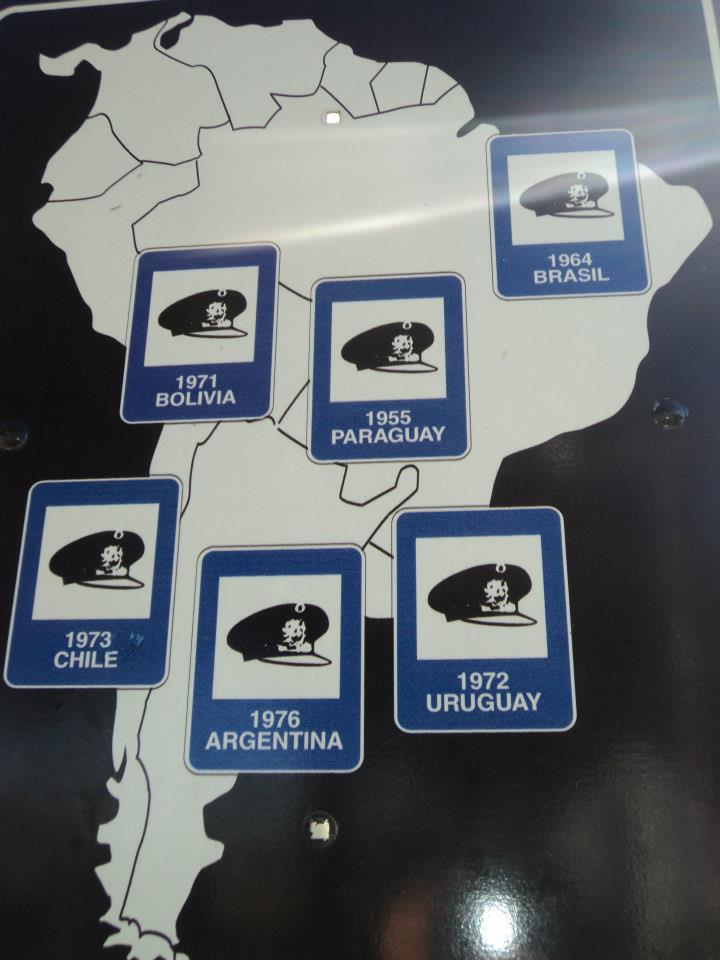 1964
BRASIL
1971
BOLIVIA
1955
PARAGUAY
1973
CHILE
1976
ARGENTINA
1972
URUGUAY